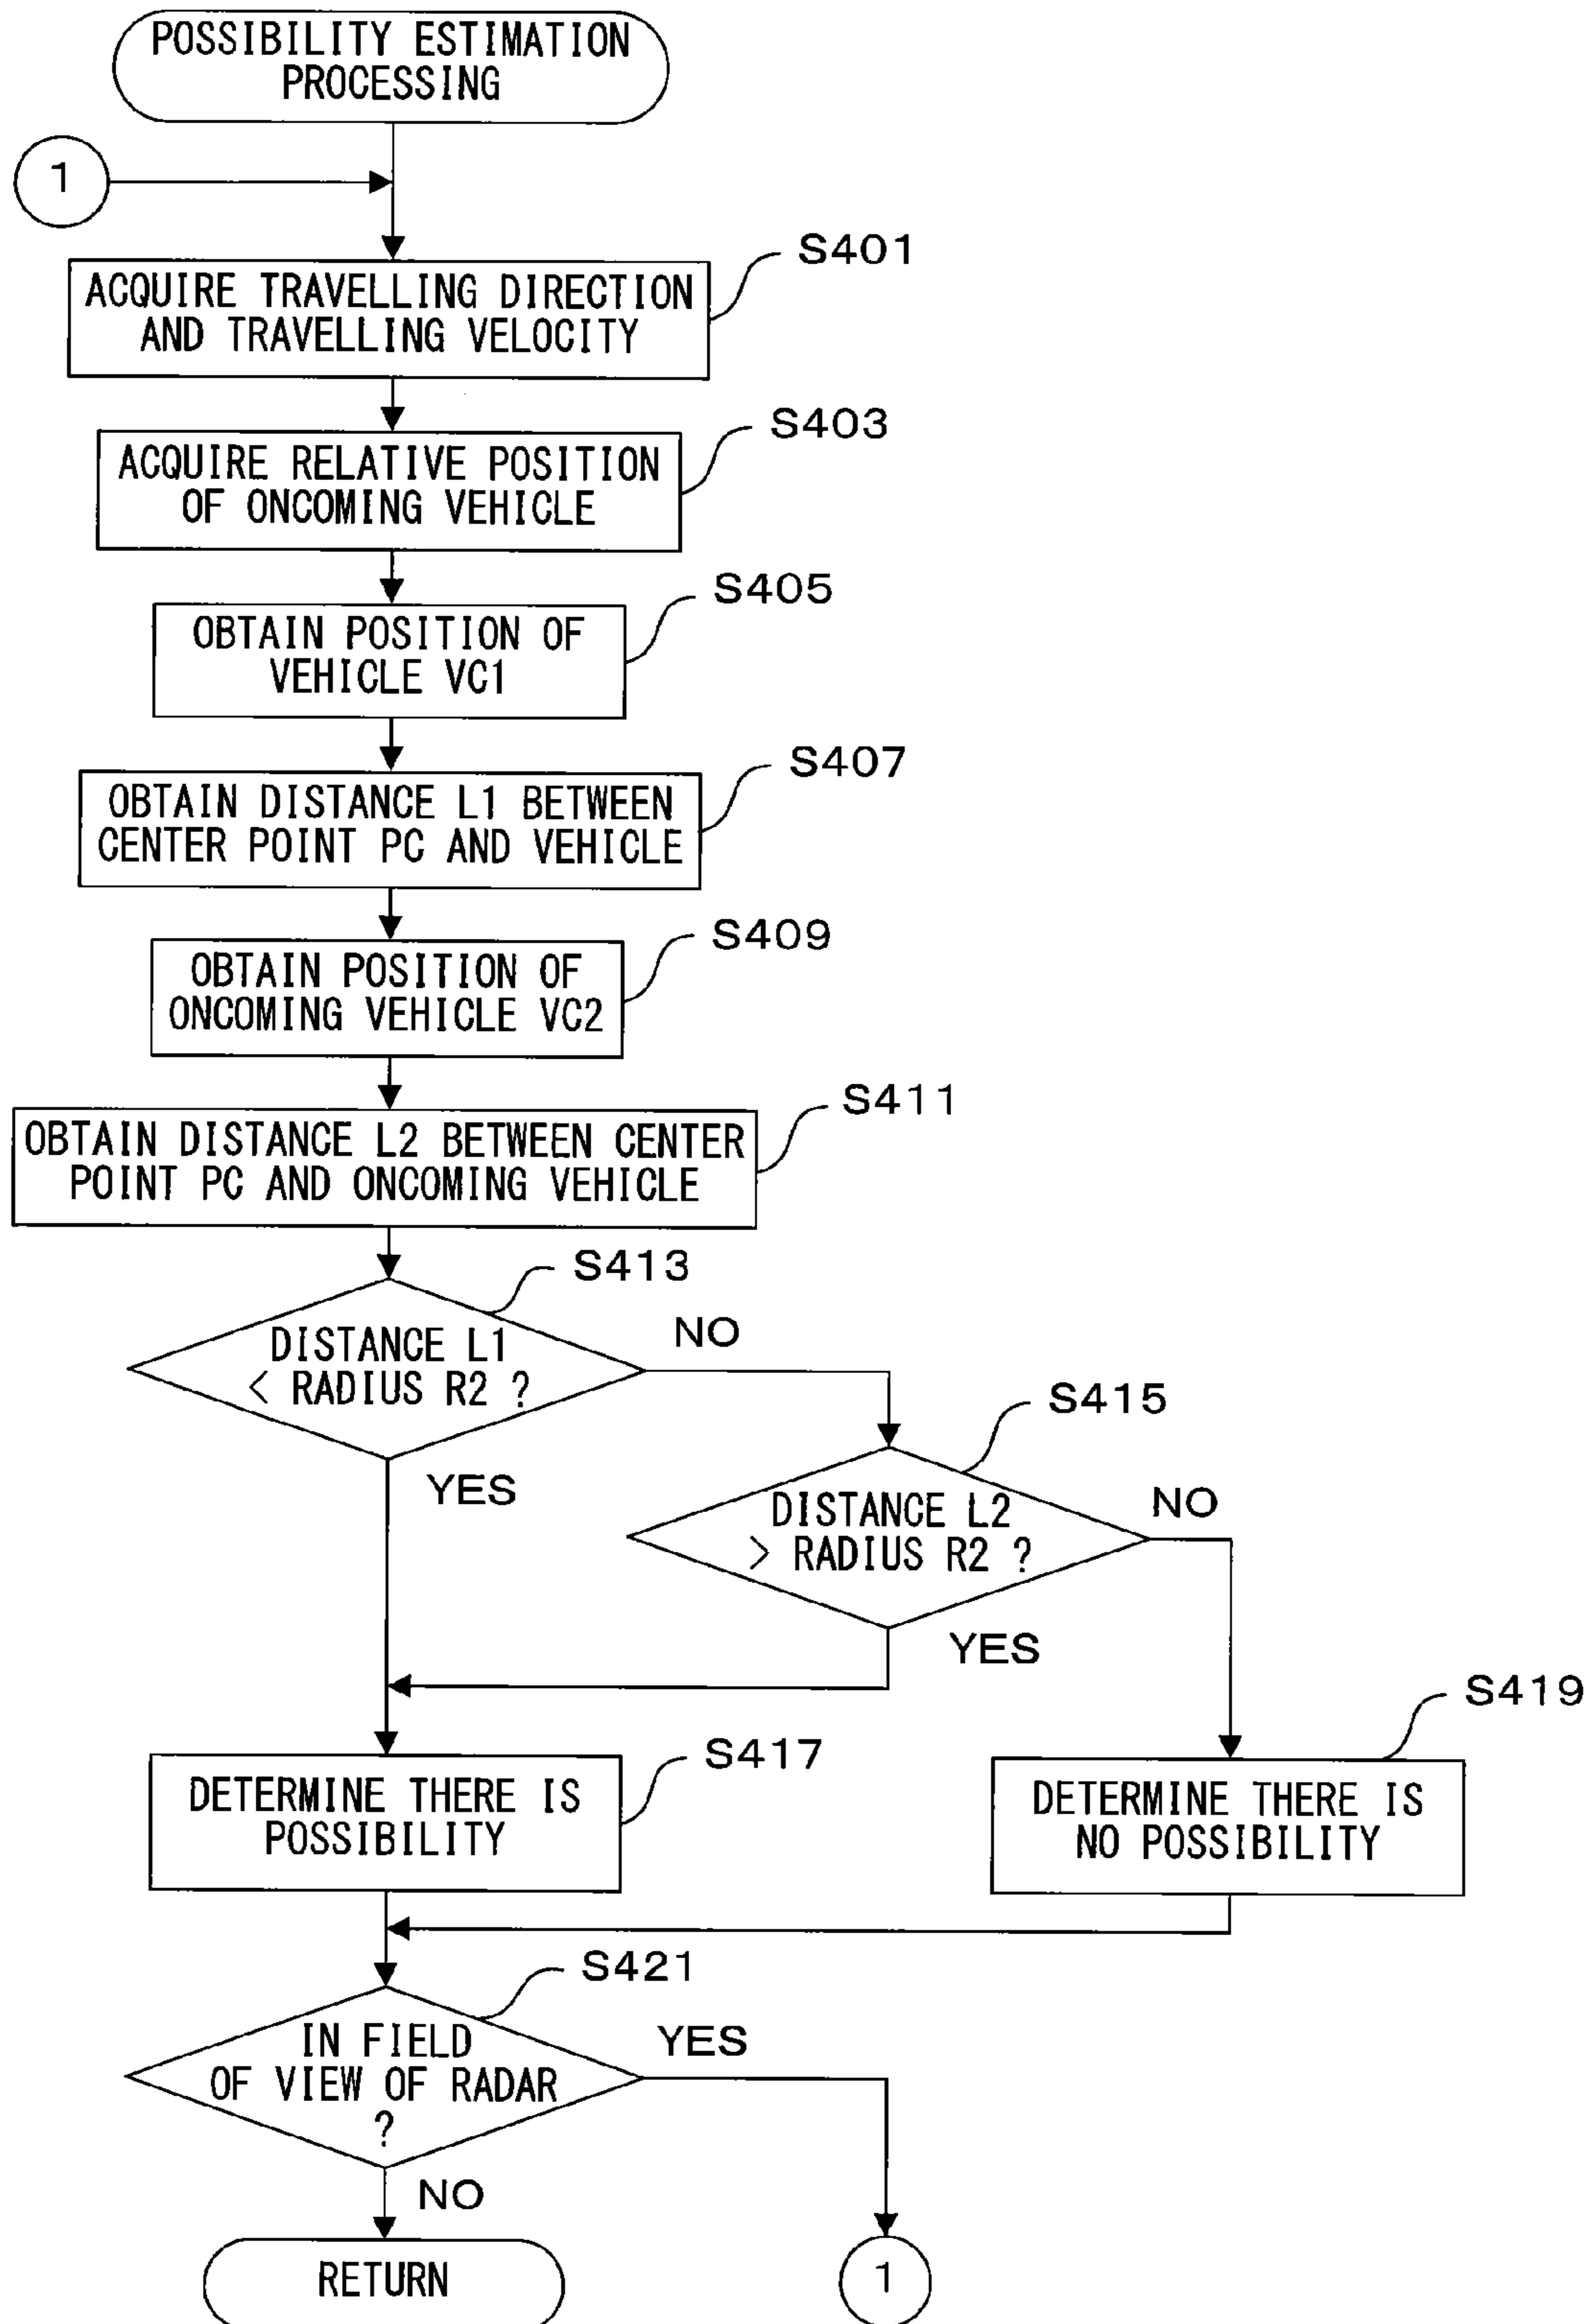 POSSIBILITY ESTIMATION
PROCESSING
1
S401
ACQUIRE TRAVELLING DIRECTION
AND TRAVELLING VELOCITY
S403
ACQUIRE RELATIVE POSITION
OF ONCOMING VEHICLE
S405
OBTAIN POSITION OF
VEHICLE VC1
S407
OBTAIN DISTANCE L1 BETWEEN
CENTER POINT PC AND VEHICLE
S409
OBTAIN POSITION OF
ONCOMING VEHICLE VC2
S411
OBTAIN DISTANCE L2 BETWEEN CENTER
POINT PC AND ONCOMING VEHICLE
S413
DISTANCE L1
< RADIUS R2 ?
NO
YES
S415
DISTANCE L2
> RADIUS R2 ?
NO
YES
S417
DETERMINE THERE IS
POSSIBILITY
S419
DETERMINE THERE IS
NO POSSIBILITY
S421
IN FIELD
OF VIEW OF RADAR
?
YES
NO
RETURN
1